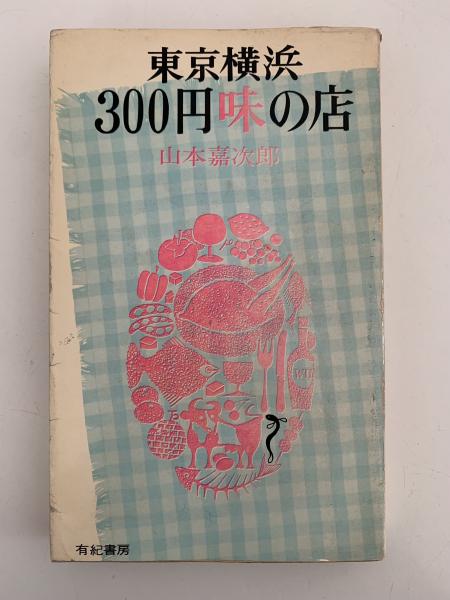 東京横浜
300円味の店
山本嘉次郎
有紀書房